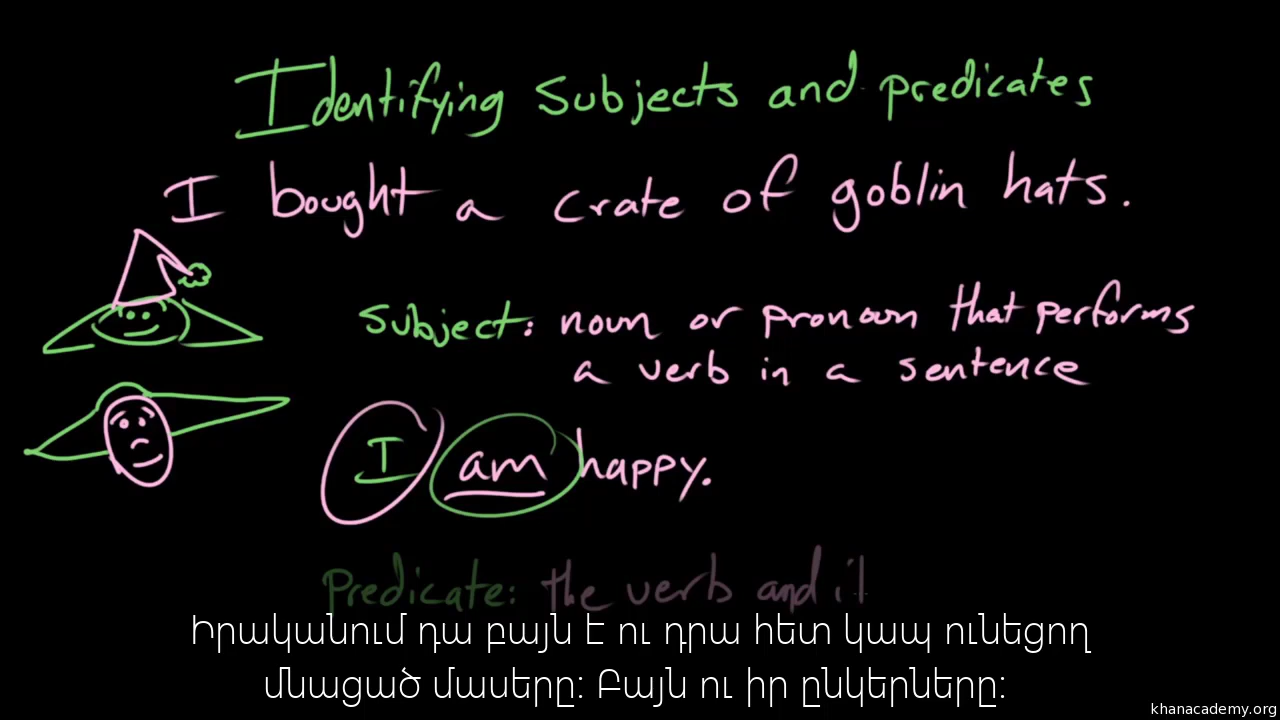 Identifying subjects and predicates
I bought a crate of goblin hats.
subject: noun or pronoun that performs
a verb in a sentence
I am happy.
Predicate: the verb and it
Իրականում դա բայն է ու դրա հետ կապ ունեցող
մնացած մասերը: Բայն ու իր ընկերները:
khanacademy.org